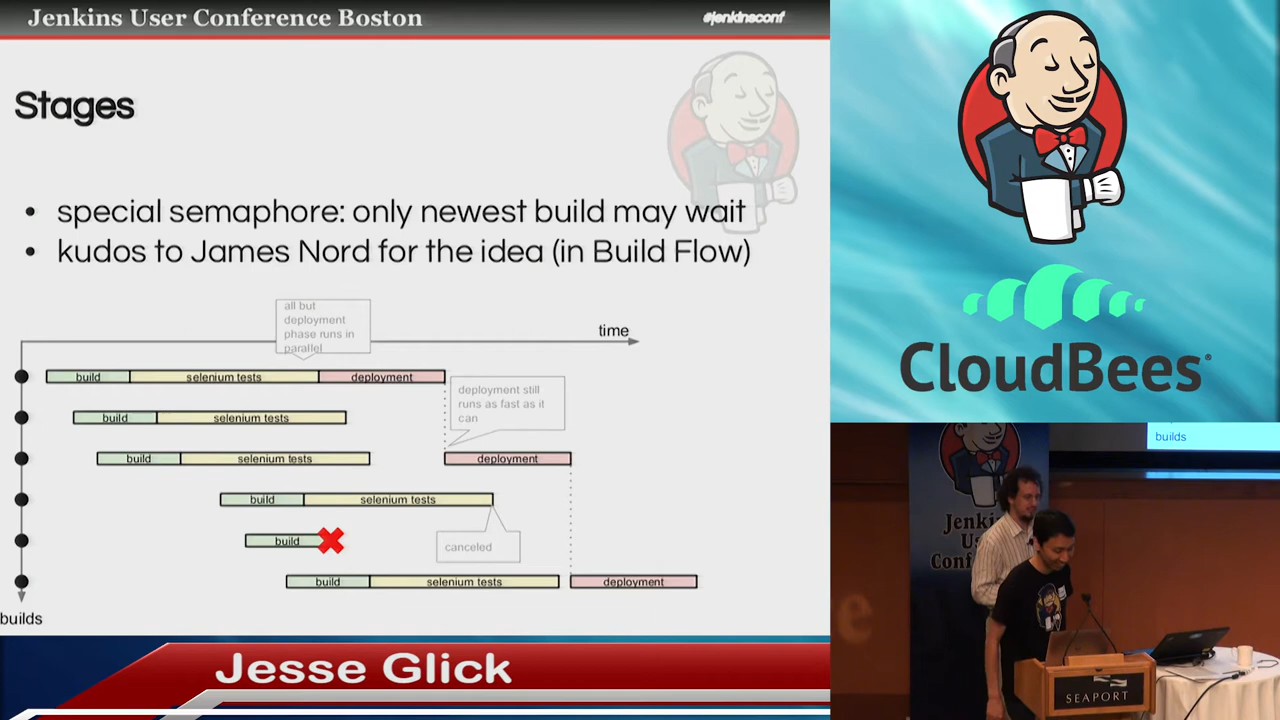 Jenkins User Conference Boston
#jenkinsconf
Stages
• special semaphore: only newest build may wait
• kudos to James Nord for the idea (in Build Flow)
all but
deployment
phase runs in
parallel
time
build
selenium tests
deployment
deployment still
runs as fast as it
can
build
selenium tests
build
selenium tests
deployment
build
selenium tests
build
canceled
build
selenium tests
deployment
builds
Jesse Glick
CloudBees®
builds
Jenki
Us
Conf
SEAPORT